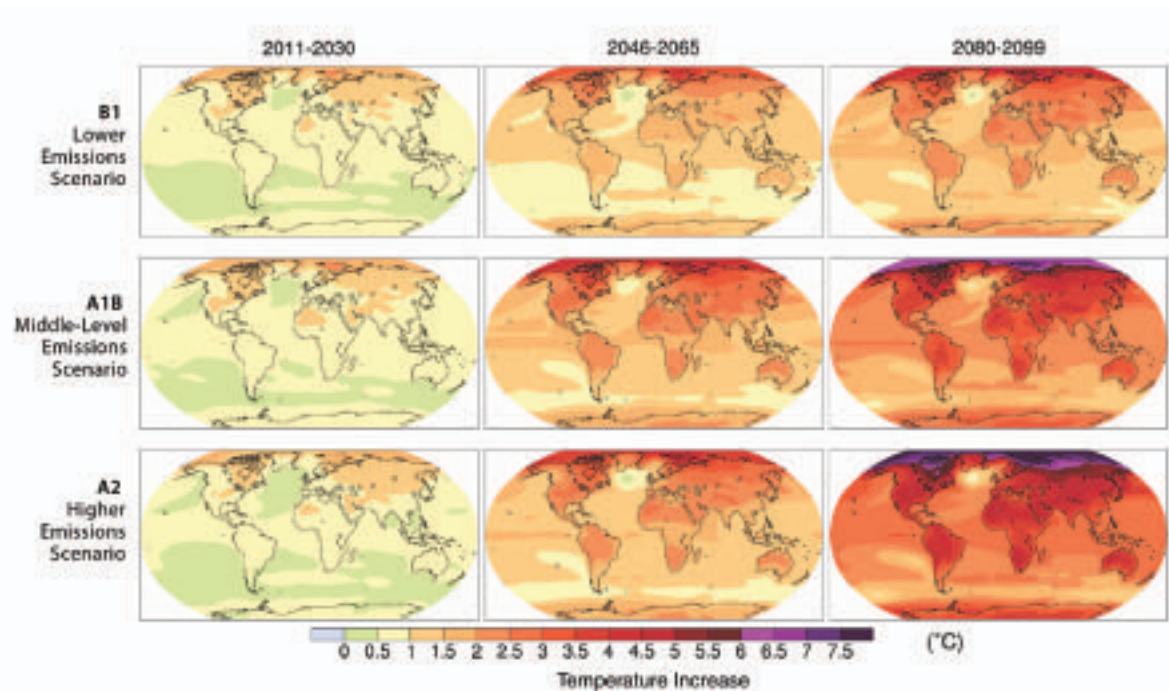 2011-2030 2046-2065 2080-2099
B1
Lower
Emissions
Scenario
A1B
Middle-Level
Emissions
Scenario
A2
Higher
Emissions
Scenario
0 0.5 1 1.5 2 2.5 3 3.5 4 4.5 5 5.5 6 6.5 7 7.5 (°C)
Temperature Increase